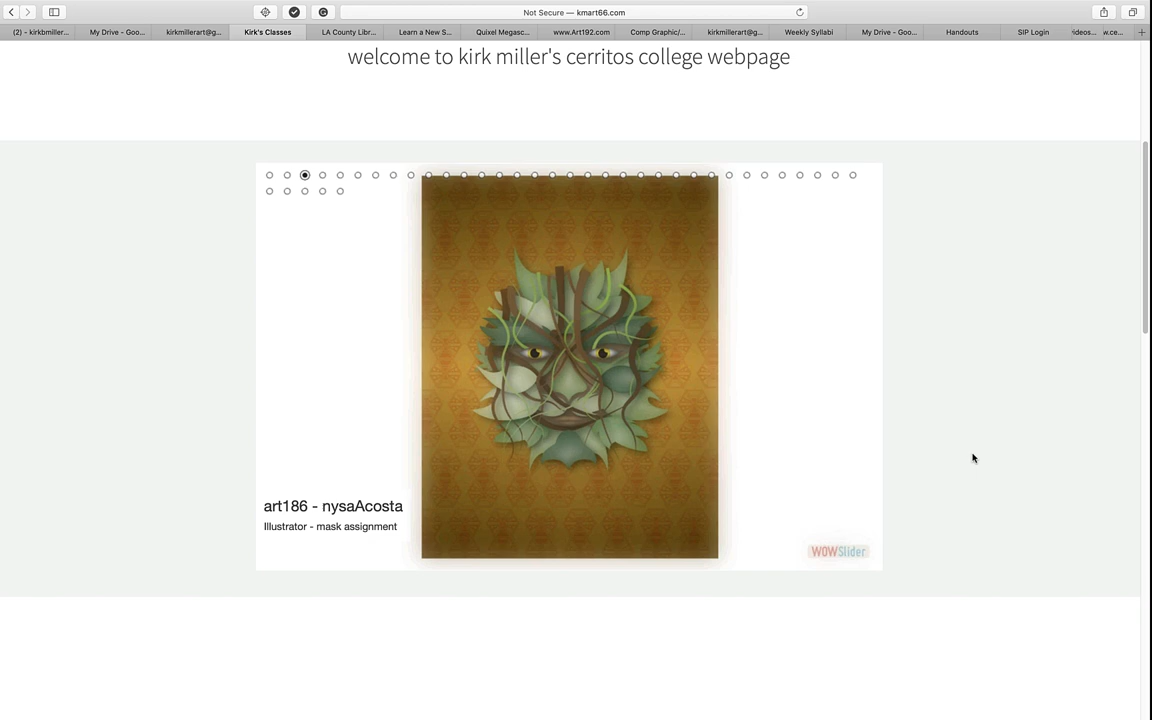 Not Secure — kmart66.com
(2) - kirkbmiller...
My Drive - Goo...
kirkmillerart@g...
Kirk's Classes
LA County Libr...
Learn a New S...
Quixel Megasc...
www.Art192.com
Comp Graphic/...
kirkmillerart@g...
Weekly Syllabi
My Drive - Goo...
Handouts
SIP Login
w.ce...
welcome to kirk miller's cerritos college webpage
art186 - nysaAcosta
Illustrator - mask assignment
WOWSlider